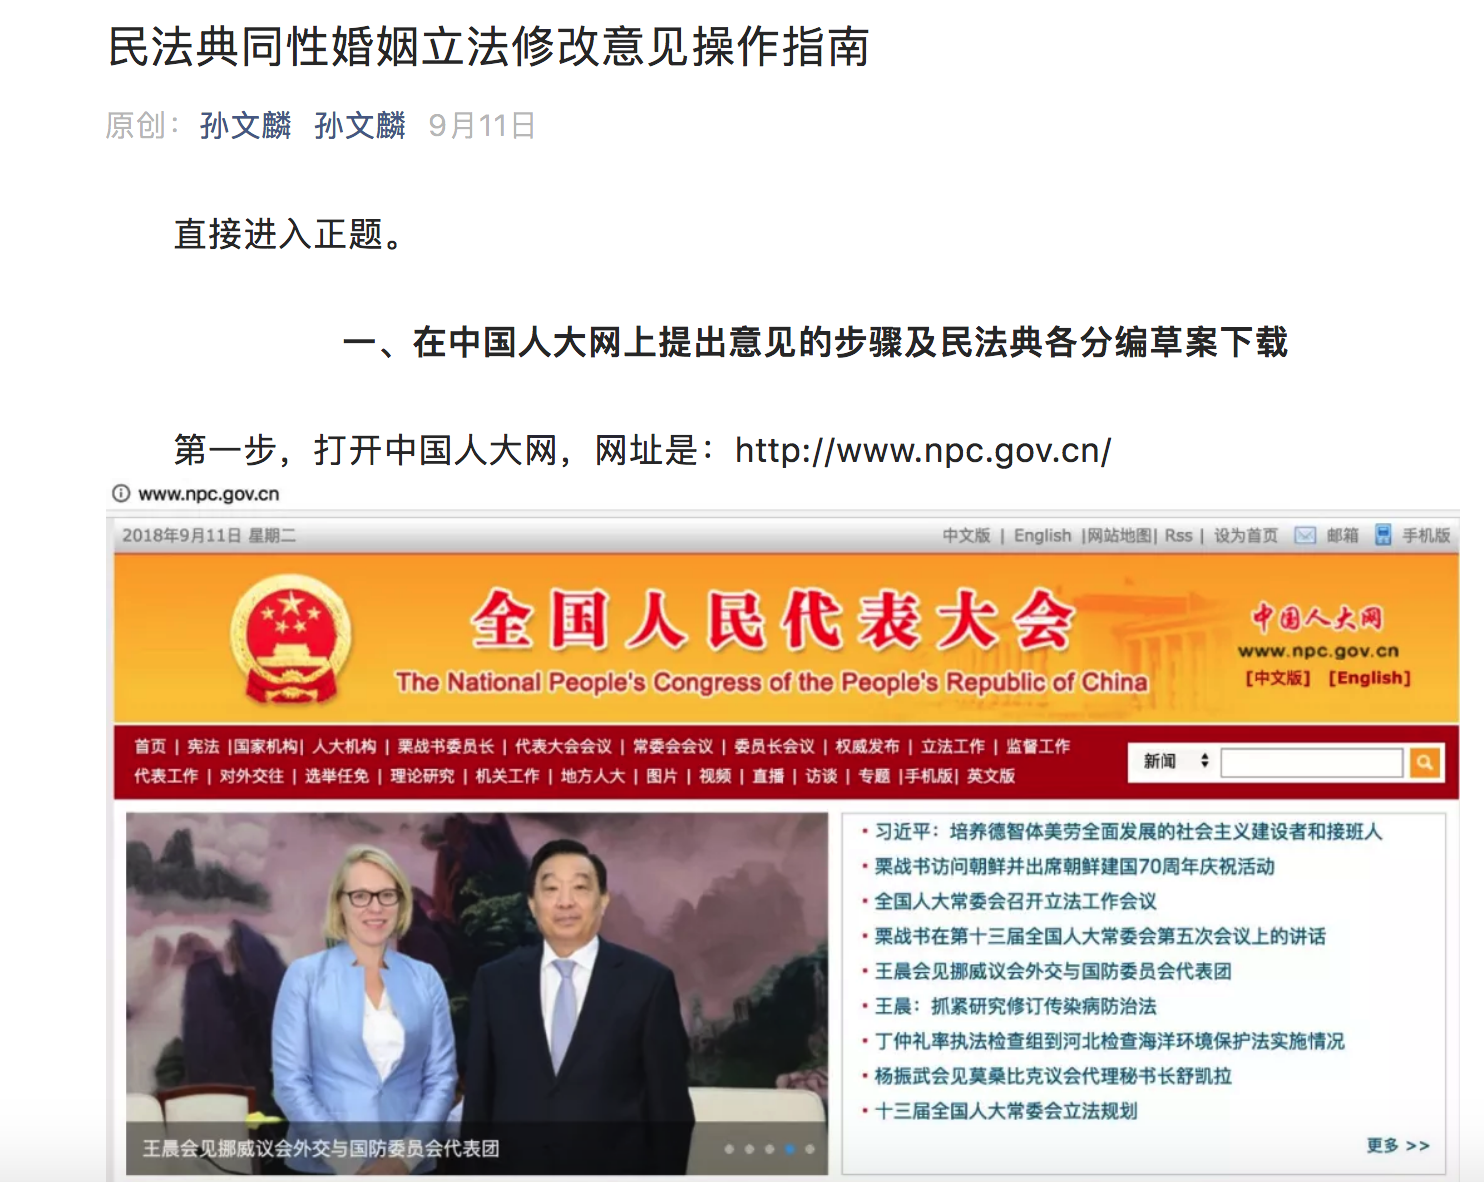 民法典同性婚姻立法修改意见操作指南
原创： 孙文麟 孙文麟 9月11日
直接进入正题。
一、在中国人大网上提出意见的步骤及民法典各分编草案下载
第一步，打开中国人大网，网址是：http://www.npc.gov.cn/
www.npc.gov.cn
2018年9月11日 星期二
中文版 | English |网站地图| Rss | 设为首页 邮箱 手机版
全国人民代表大会
The National People's Congress of the People's Republic of China
中国人大网
www.npc.gov.cn
[中文版] [English]
首页 | 宪法 |国家机构| 人大机构 | 栗战书委员长 | 代表大会会议 | 常委会会议 | 委员长会议 | 权威发布 | 立法工作 | 监督工作
代表工作 | 对外交往 | 选举任免 | 理论研究 | 机关工作 | 地方人大 | 图片 | 视频 | 直播 | 访谈 | 专题 |手机版| 英文版
新闻
王晨会见挪威议会外交与国防委员会代表团
·习近平：培养德智体美劳全面发展的社会主义建设者和接班人
·栗战书访问朝鲜并出席朝鲜建国70周年庆祝活动
·全国人大常委会召开立法工作会议
·栗战书在第十三届全国人大常委会第五次会议上的讲话
·王晨会见挪威议会外交与国防委员会代表团
·王晨：抓紧研究修订传染病防治法
·丁仲礼率执法检查组到河北检查海洋环境保护法实施情况
·杨振武会见莫桑比克议会代理秘书长舒凯拉
·十三届全国人大常委会立法规划
更多 >>